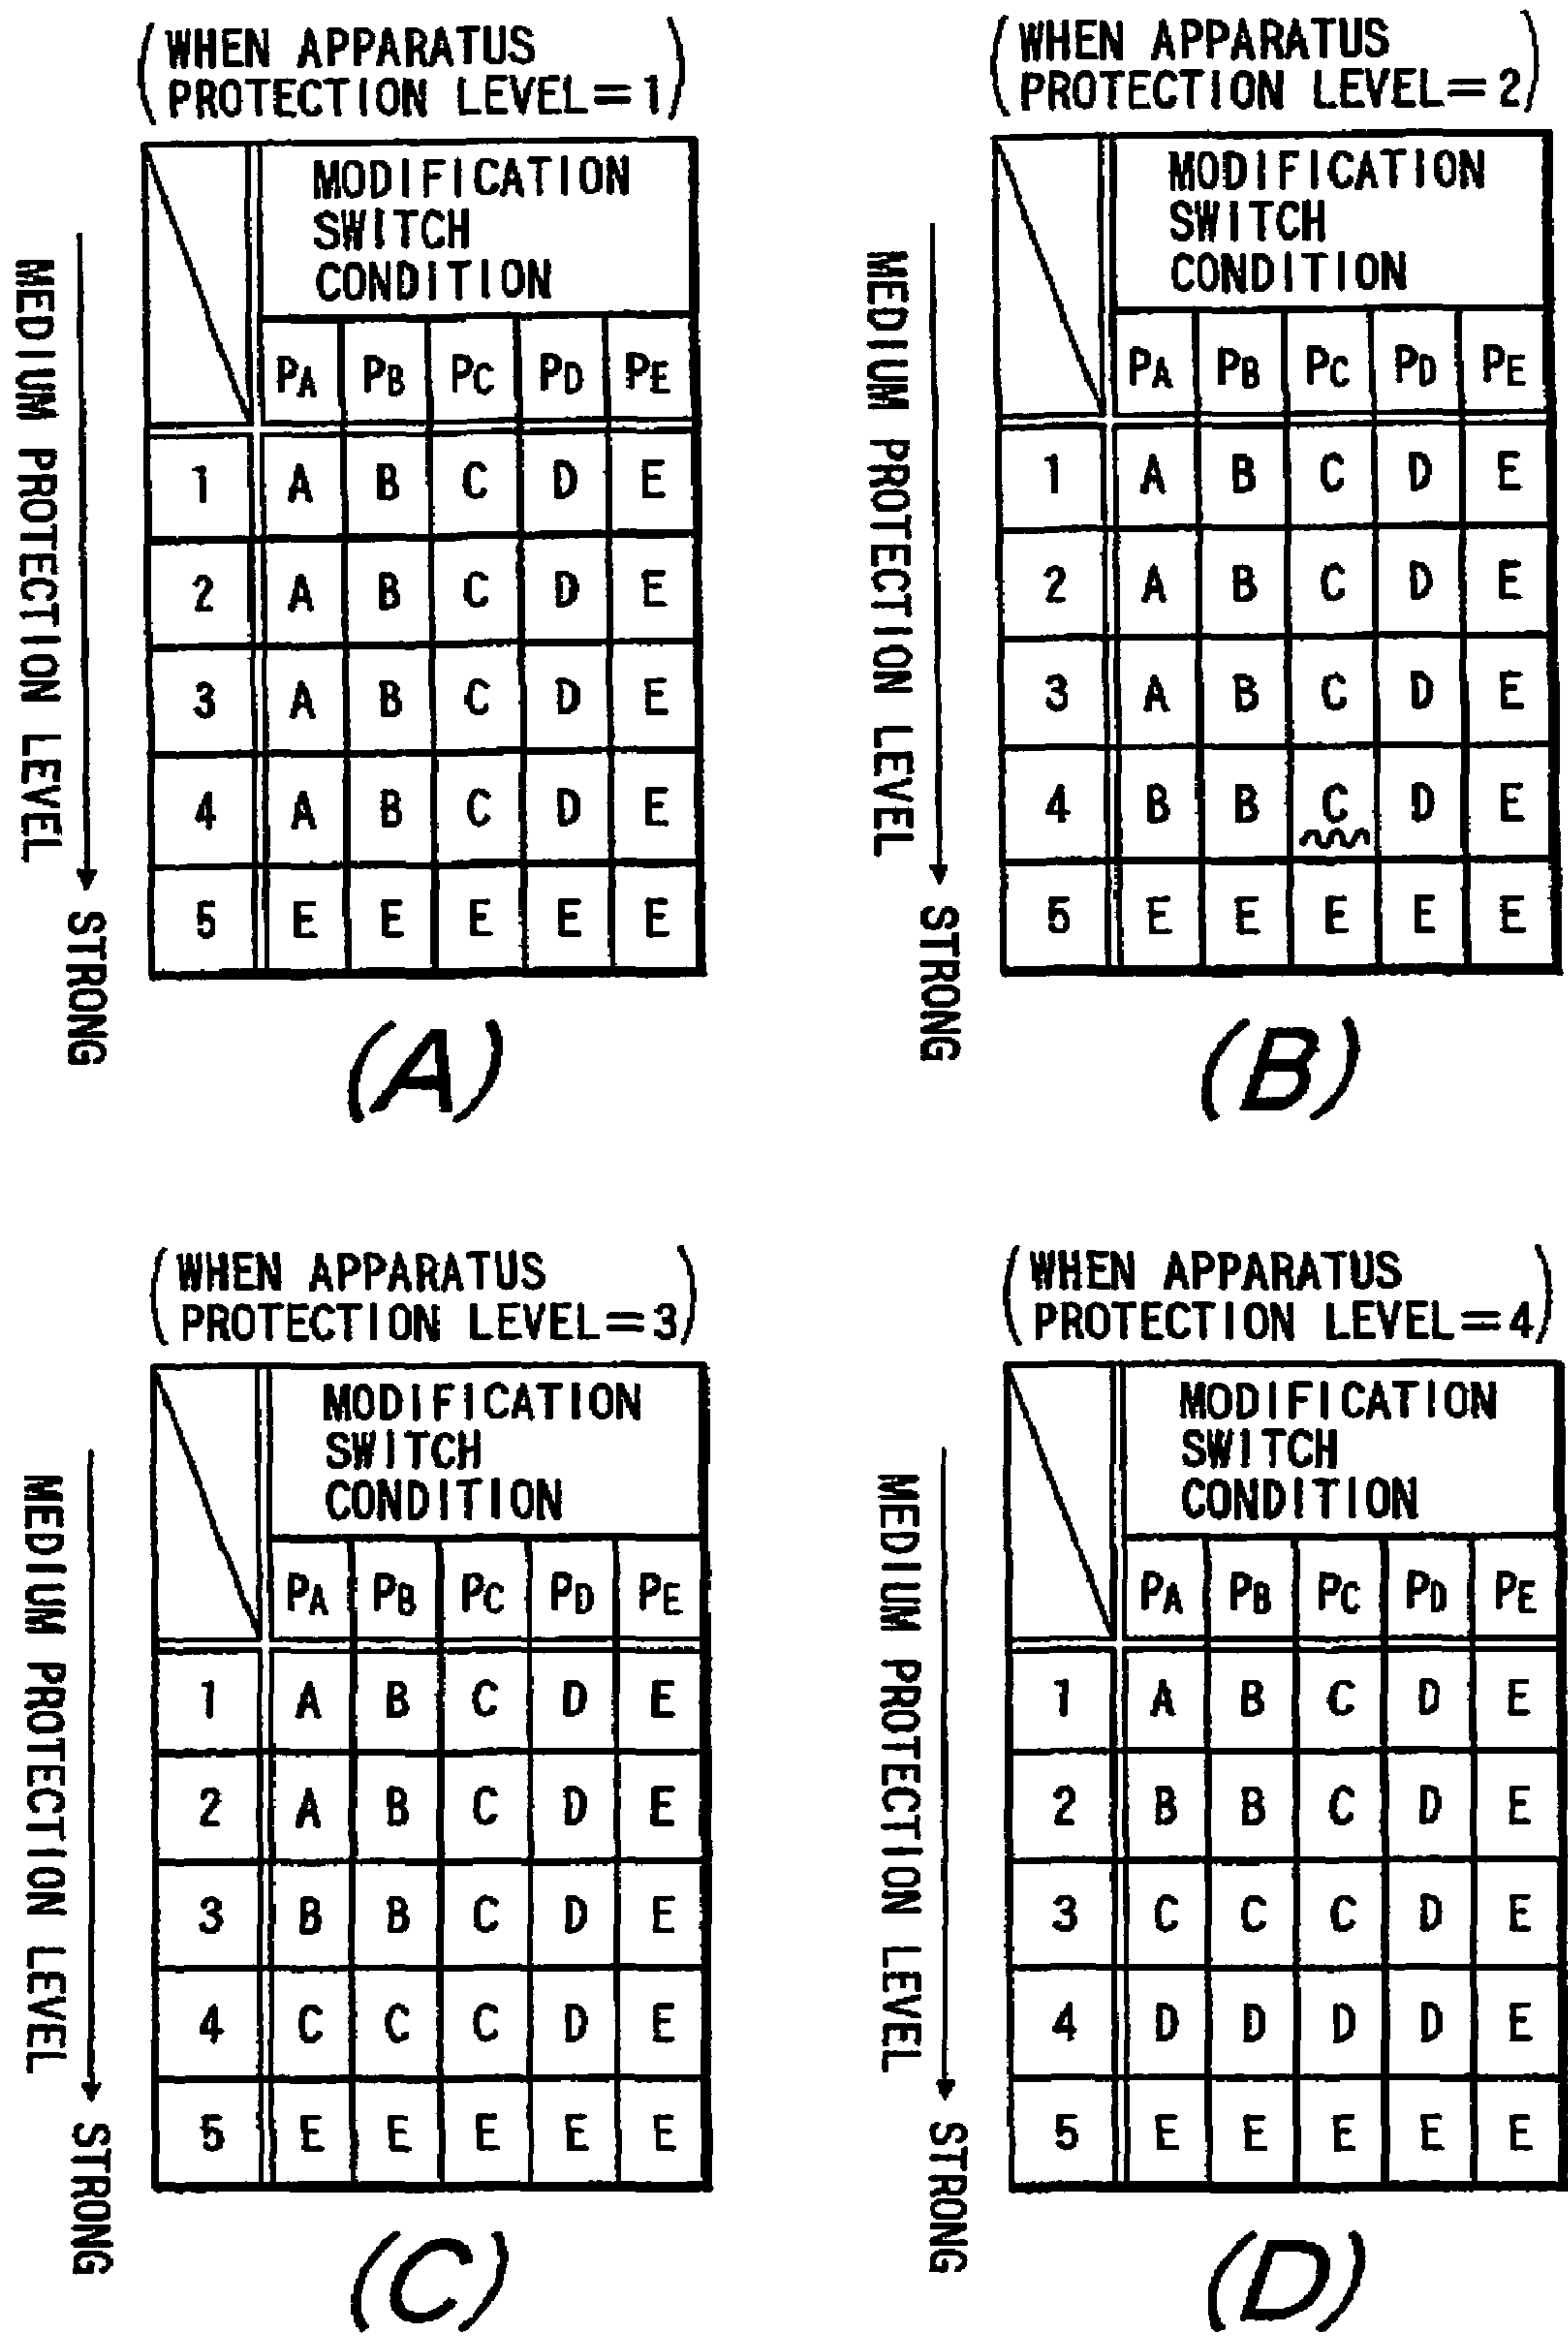 (WHEN APPARATUS
PROTECTION LEVEL=1)
MODIFICATION
SWITCH
CONDITION
PA PB PC PD PE
1 A B C D E
2 A B C D E
3 A B C D E
4 A B C D E
5 E E E E E
MEDIUM PROTECTION LEVEL
STRONG
(A)
(WHEN APPARATUS
PROTECTION LEVEL=2)
MODIFICATION
SWITCH
CONDITION
PA PB PC PD PE
1 A B C D E
2 A B C D E
3 A B C D E
4 B B C D E
5 E E E E E
MEDIUM PROTECTION LEVEL
STRONG
(B)
(WHEN APPARATUS
PROTECTION LEVEL=3)
MODIFICATION
SWITCH
CONDITION
PA PB PC PD PE
1 A B C D E
2 A B C D E
3 B B C D E
4 C C C D E
5 E E E E E
MEDIUM PROTECTION LEVEL
STRONG
(C)
(WHEN APPARATUS
PROTECTION LEVEL=4)
MODIFICATION
SWITCH
CONDITION
PA PB PC PD PE
1 A B C D E
2 B B C D E
3 C C C D E
4 D D D D E
5 E E E E E
MEDIUM PROTECTION LEVEL
STRONG
(D)